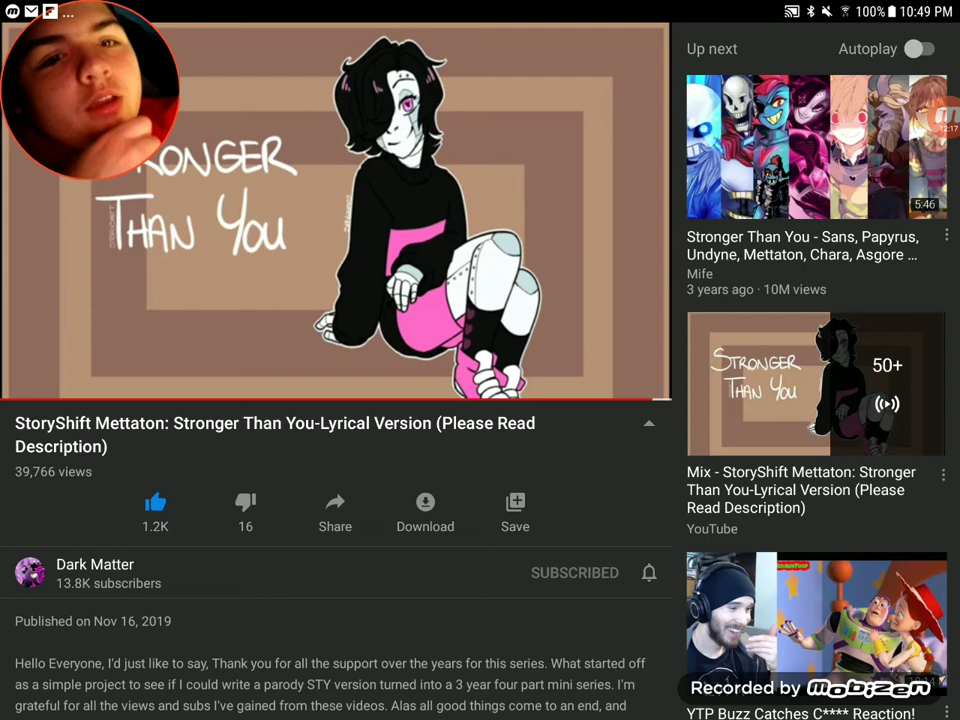 ... 100% 10:49 PM
RONGER
THAN YOU
StoryShift Mettaton: Stronger Than You-Lyrical Version (Please Read
Description)
39,766 views
1.2K 16 Share Download Save
Dark Matter
13.8K subscribers
SUBSCRIBED
Published on Nov 16, 2019
Hello Everyone, I'd just like to say, Thank you for all the support over the years for this series. What started off
as a simple project to see if I could write a parody STY version turned into a 3 year four part mini series. I'm
grateful for all the views and subs I've gained from these videos. Alas all good things come to an end, and
Up next Autoplay
12:17
5:46
Stronger Than You - Sans, Papyrus,
Undyne, Mettaton, Chara, Asgore ...
Mife
3 years ago · 10M views
STRONGER
THAN YOU
50+
Mix - StoryShift Mettaton: Stronger
Than You-Lyrical Version (Please
Read Description)
YouTube
Recorded by mobizen
YTP Buzz Catches C**** Reaction!